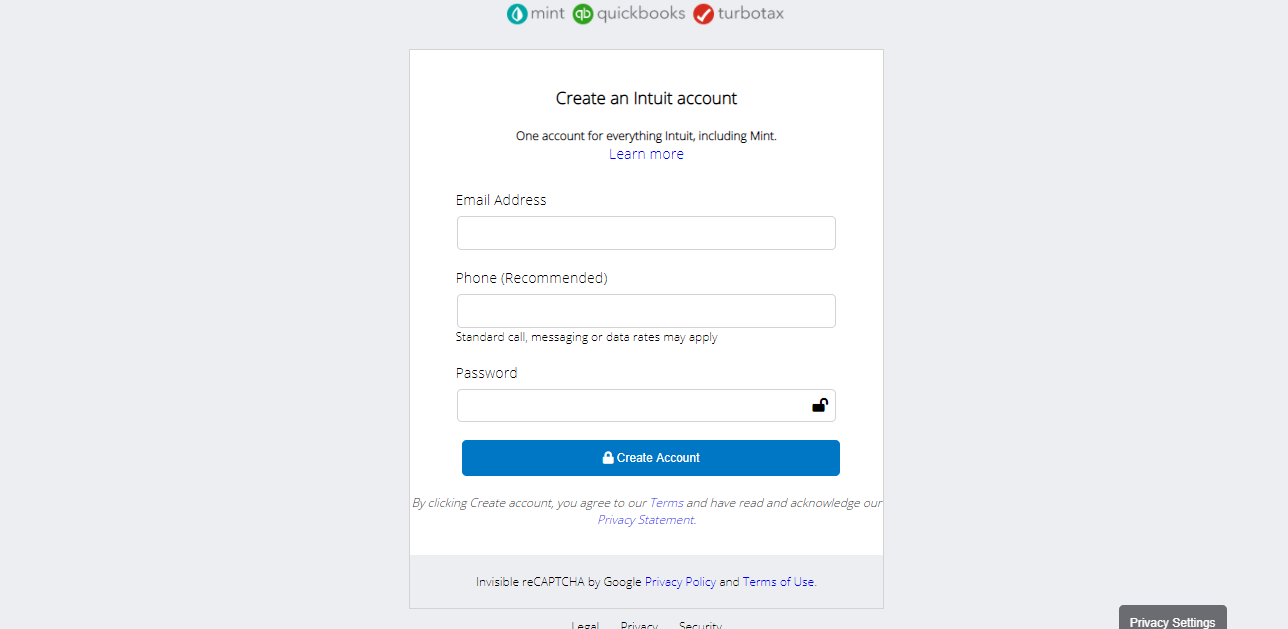 mint quickbooks turbotax
Create an Intuit account
One account for everything Intuit, including Mint.
Learn more
Email Address
Phone (Recommended)
Standard call, messaging or data rates may apply
Password
Create Account
By clicking Create account, you agree to our Terms and have read and acknowledge our
Privacy Statement.
Invisible reCAPTCHA by Google Privacy Policy and Terms of Use.
Legal Privacy Security
Privacy Settings